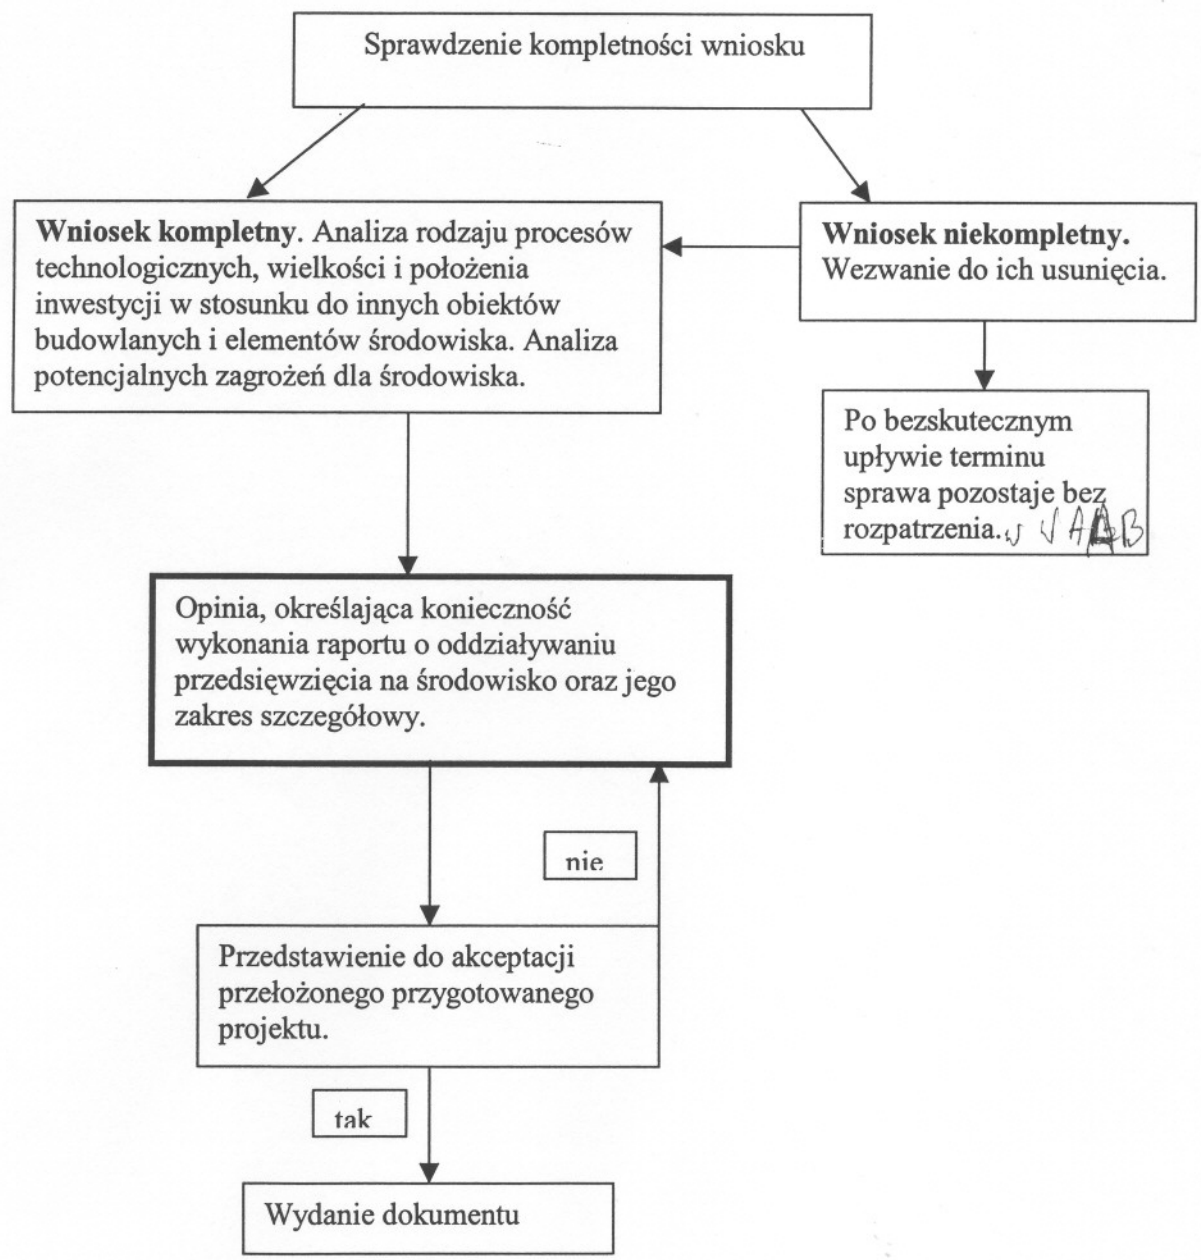 Sprawdzenie kompletności wniosku
Wniosek kompletny. Analiza rodzaju procesów
technologicznych, wielkości i położenia
inwestycji w stosunku do innych obiektów
budowlanych i elementów środowiska. Analiza
potencjalnych zagrożeń dla środowiska.
Wniosek niekompletny.
Wezwanie do ich usunięcia.
Po bezskutecznym
upływie terminu
sprawa pozostaje bez
rozpatrzenia.
Opinia, określająca konieczność
wykonania raportu o oddziaływaniu
przedsięwzięcia na środowisko oraz jego
zakres szczegółowy.
nie
Przedstawienie do akceptacji
przełożonego przygotowanego
projektu.
tak
Wydanie dokumentu